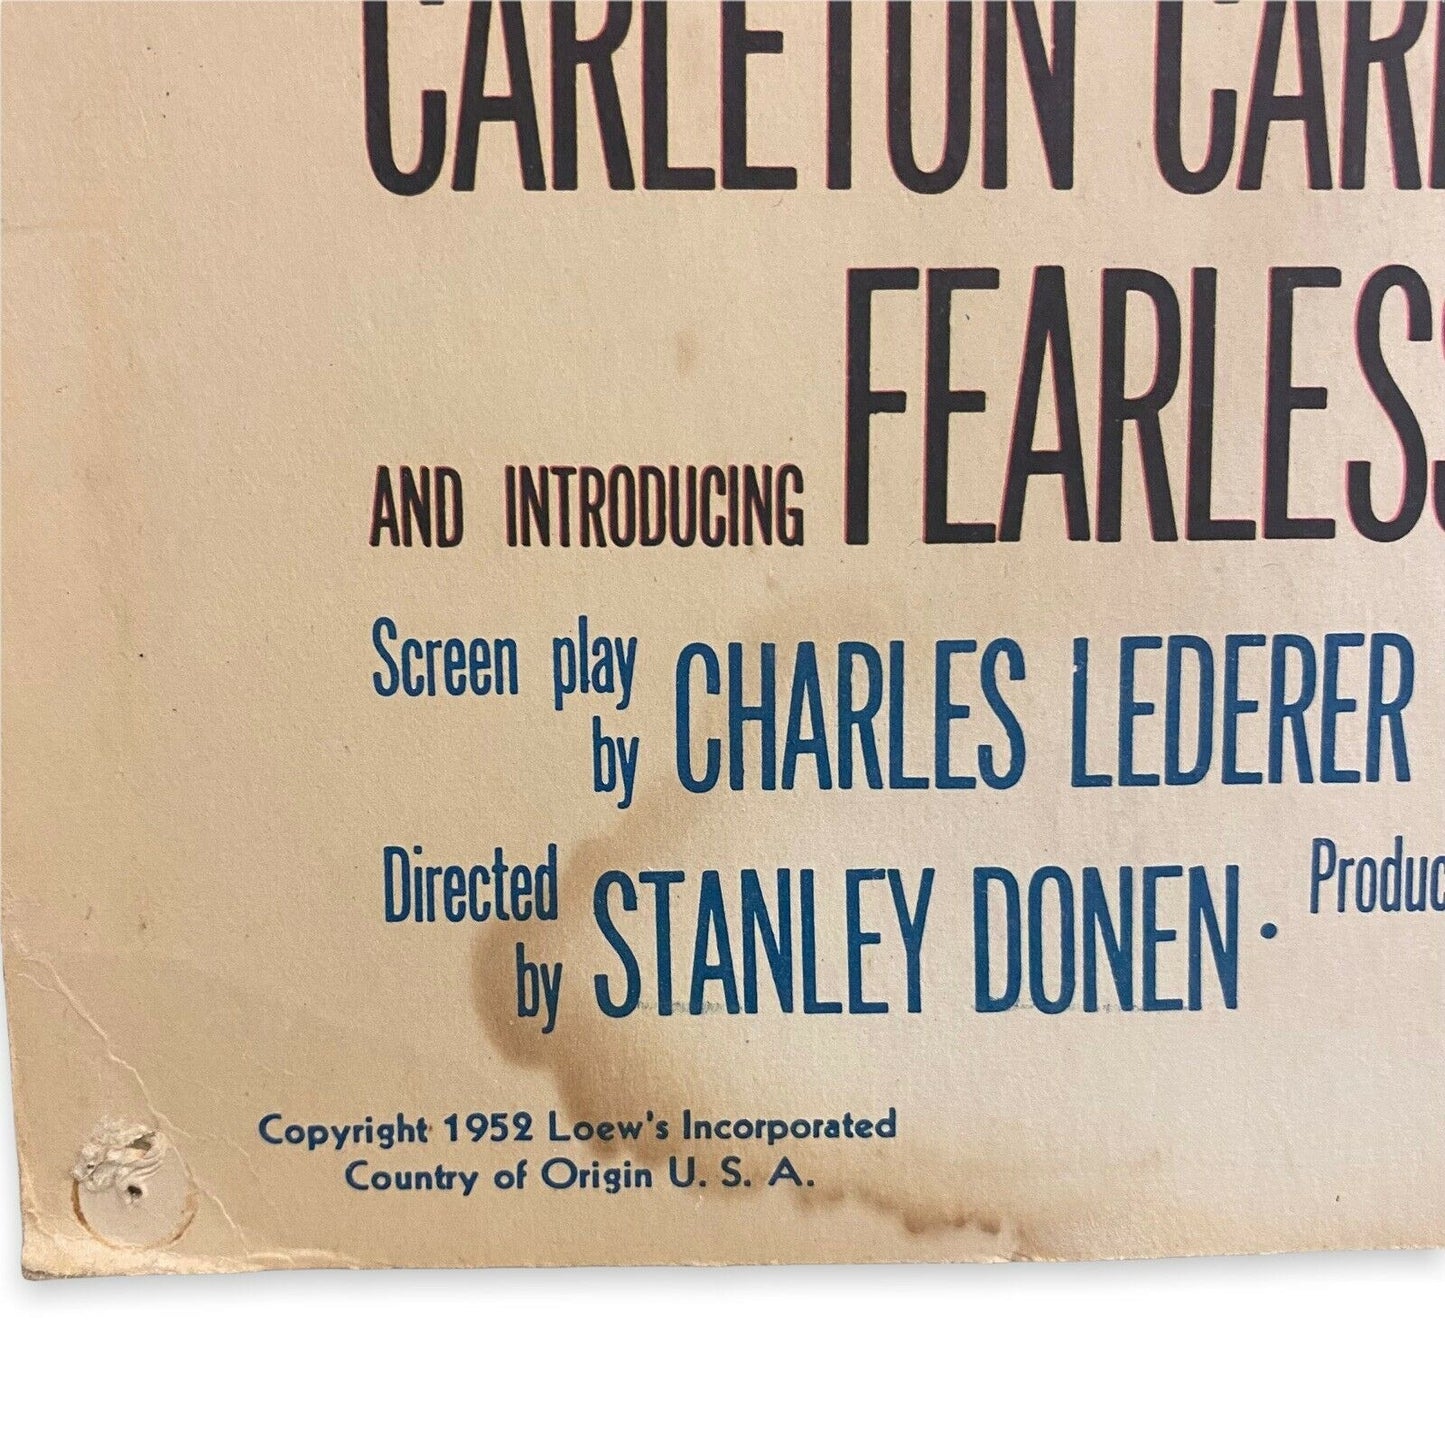 CARLETON CAR
FEARLESS
AND INTRODUCING
Screen play by CHARLES LEDERER
Directed by STANLEY DONEN · Produc
Copyright 1952 Loew's Incorporated
Country of Origin U. S. A.